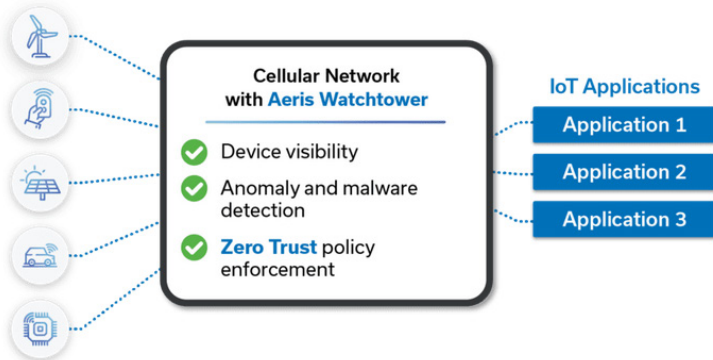 Cellular Network
with Aeris Watchtower
Device visibility
Anomaly and malware
detection
Zero Trust policy
enforcement
IoT Applications
Application 1
Application 2
Application 3